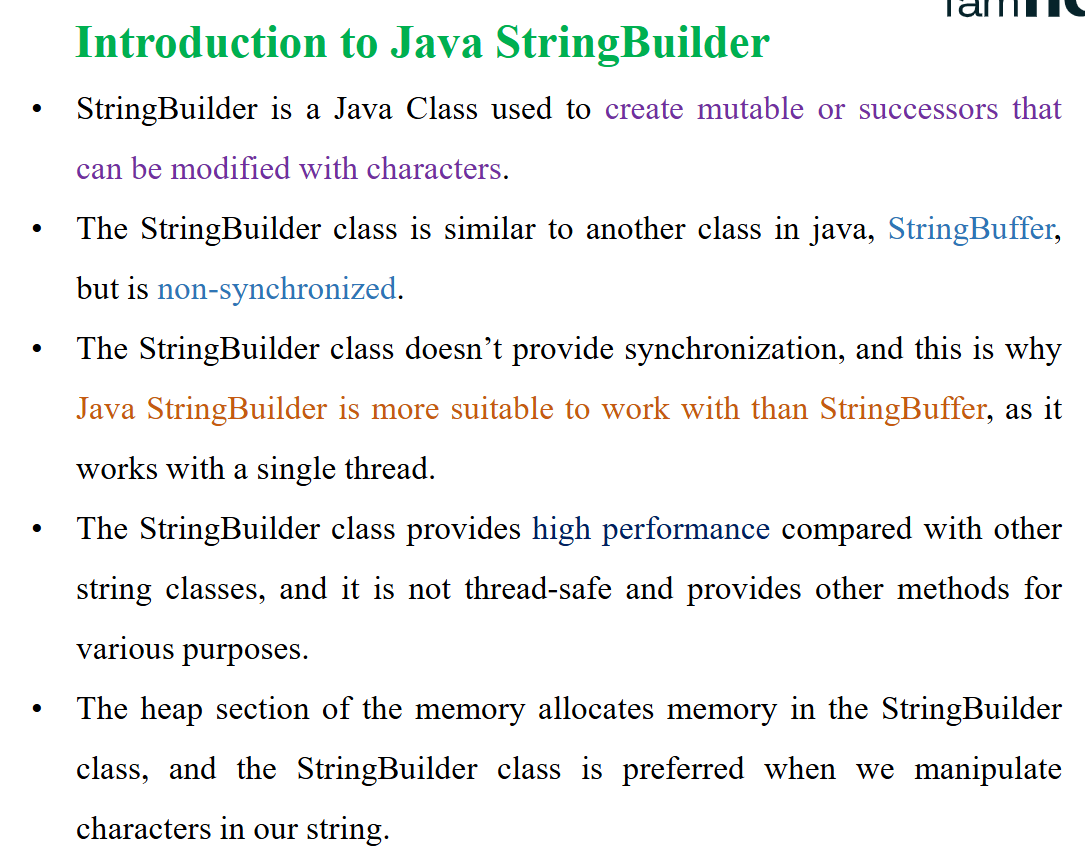 Introduction to Java StringBuilder
• StringBuilder is a Java Class used to create mutable or successors that
can be modified with characters.
• The StringBuilder class is similar to another class in java, StringBuffer,
but is non-synchronized.
• The StringBuilder class doesn’t provide synchronization, and this is why
Java StringBuilder is more suitable to work with than StringBuffer, as it
works with a single thread.
• The StringBuilder class provides high performance compared with other
string classes, and it is not thread-safe and provides other methods for
various purposes.
• The heap section of the memory allocates memory in the StringBuilder
class, and the StringBuilder class is preferred when we manipulate
characters in our string.